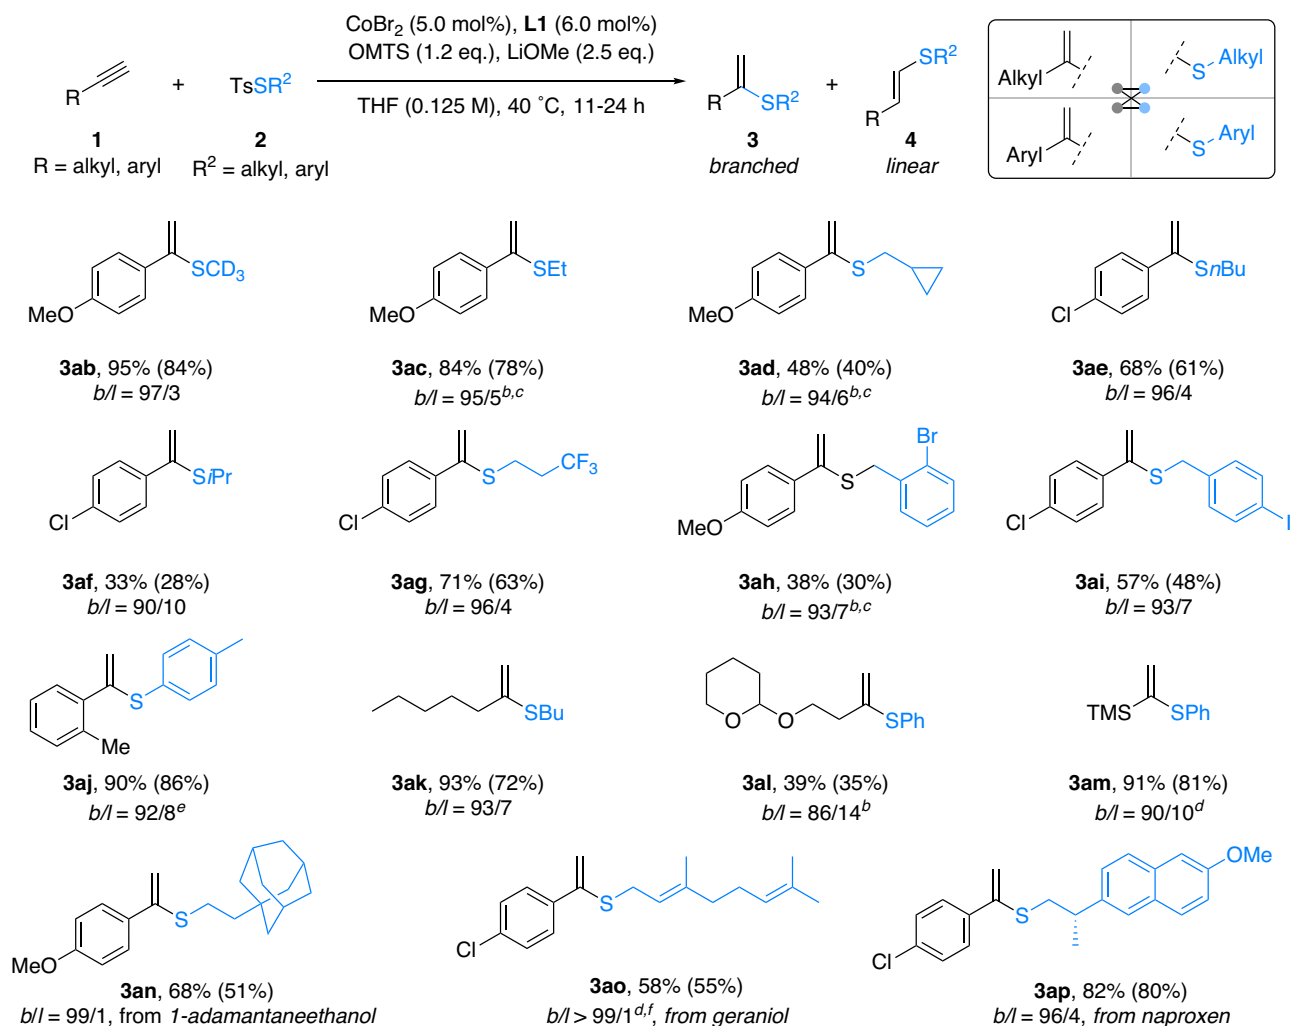 CoBr2 (5.0 mol%), L1 (6.0 mol%)
OMTS (1.2 eq.), LiOMe (2.5 eq.)
THF (0.125 M), 40 ˚C, 11-24 h
R
+
TsSR2
SR2
R
+
SR2
R
1
2
3
4
R = alkyl, aryl
R2 = alkyl, aryl
branched
linear
Alkyl
S Alkyl
Aryl
S Aryl
MeO
SCD3
MeO
SEt
MeO
S
Cl
SnBu
3ab, 95% (84%)
b/l = 97/3
3ac, 84% (78%)
b/l = 95/5b,c
3ad, 48% (40%)
b/l = 94/6b,c
3ae, 68% (61%)
b/l = 96/4
Cl
SiPr
Cl
S
CF3
MeO
S
Br
Cl
S
I
3af, 33% (28%)
b/l = 90/10
3ag, 71% (63%)
b/l = 96/4
3ah, 38% (30%)
b/l = 93/7b,c
3ai, 57% (48%)
b/l = 93/7
S
Me
SBu
O
O
SPh
TMS
SPh
3aj, 90% (86%)
b/l = 92/8e
3ak, 93% (72%)
b/l = 93/7
3al, 39% (35%)
b/l = 86/14b
3am, 91% (81%)
b/l = 90/10d
MeO
S
Cl
S
Cl
S
OMe
3an, 68% (51%)
b/l = 99/1, from 1-adamantaneethanol
3ao, 58% (55%)
b/l > 99/1d,f, from geraniol
3ap, 82% (80%)
b/l = 96/4, from naproxen